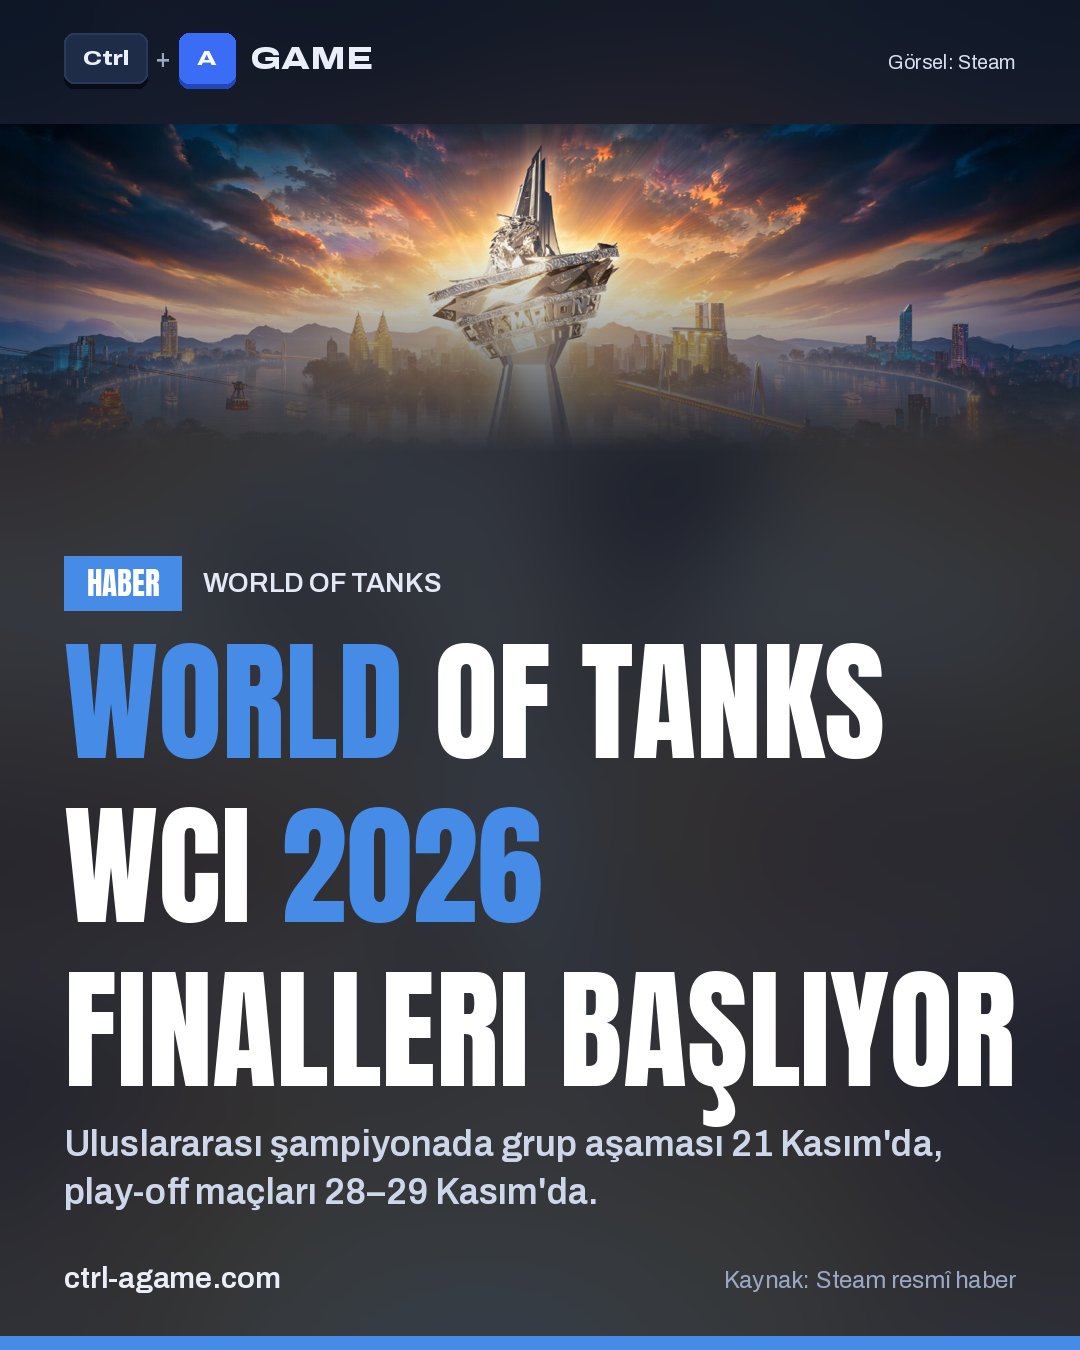 Ctrl + A GAME
Görsel: Steam
CHAMPIONS
HABER WORLD OF TANKS
WORLD OF TANKS
WCI 2026
FINALLERI BAŞLIYOR
Uluslararası şampiyonada grup aşaması 21 Kasım'da,
play-off maçları 28–29 Kasım'da.
ctrl-agame.com
Kaynak: Steam resmî haber